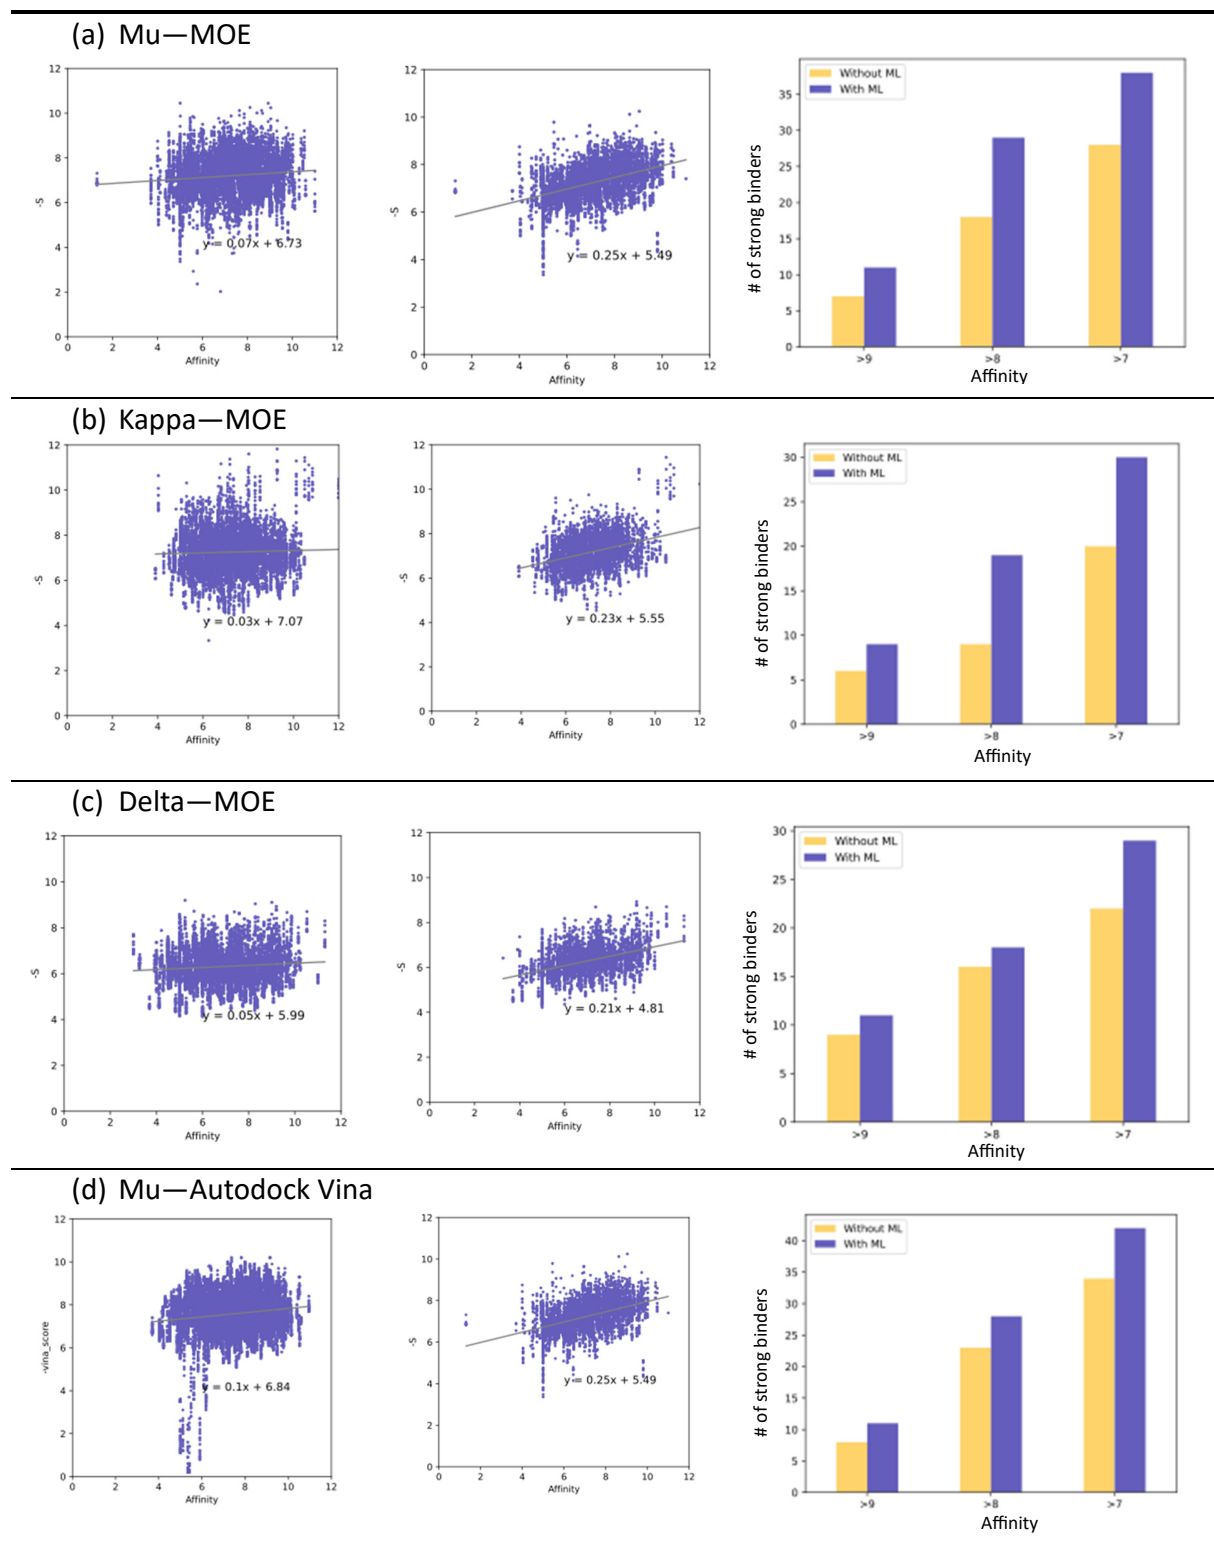 (a) Mu—MOE
12
10
8
6
4
2
0
-S
0 2 4 6 8 10 12
Affinity
y = 0.07x + 6.73
12
10
8
6
4
2
0
-S
0 2 4 6 8 10 12
Affinity
y = 0.25x + 5.49
Without ML
With ML
35
30
25
20
15
10
5
0
# of strong binders
>9 >8 >7
Affinity
(b) Kappa—MOE
12
10
8
6
4
2
0
-S
0 2 4 6 8 10 12
Affinity
y = 0.03x + 7.07
12
10
8
6
4
2
0
-S
0 2 4 6 8 10 12
Affinity
y = 0.23x + 5.55
Without ML
With ML
30
25
20
15
10
5
0
# of strong binders
>9 >8 >7
Affinity
(c) Delta—MOE
12
10
8
6
4
2
0
-S
0 2 4 6 8 10 12
Affinity
y = 0.05x + 5.99
12
10
8
6
4
2
0
-S
0 2 4 6 8 10 12
Affinity
y = 0.21x + 4.81
Without ML
With ML
30
25
20
15
10
5
0
# of strong binders
>9 >8 >7
Affinity
(d) Mu—Autodock Vina
12
10
8
6
4
2
0
-vina_score
0 2 4 6 8 10 12
Affinity
y = 0.1x + 6.84
12
10
8
6
4
2
0
-S
0 2 4 6 8 10 12
Affinity
y = 0.25x + 5.49
Without ML
With ML
40
35
30
25
20
15
10
5
0
# of strong binders
>9 >8 >7
Affinity